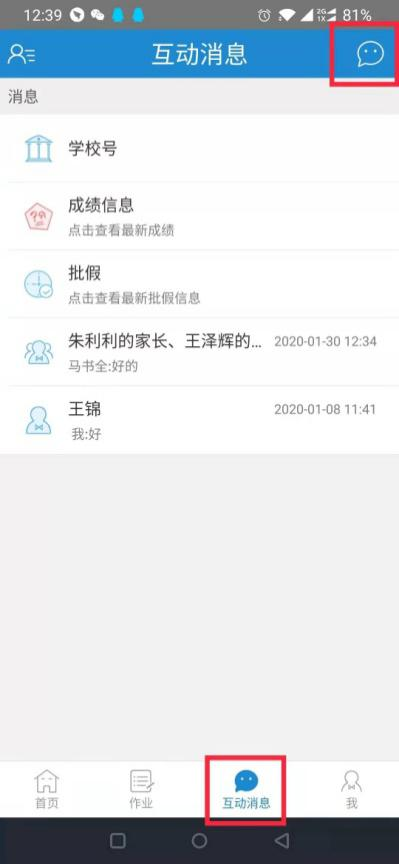 12:39
2G
1X
81%
互动消息
消息
学校号
成绩信息
点击查看最新成绩
批假
点击查看最新批假信息
朱利利的家长、王泽辉的... 2020-01-30 12:34
马书全:好的
王锦 2020-01-08 11:41
我:好
首页 作业 互动消息 我